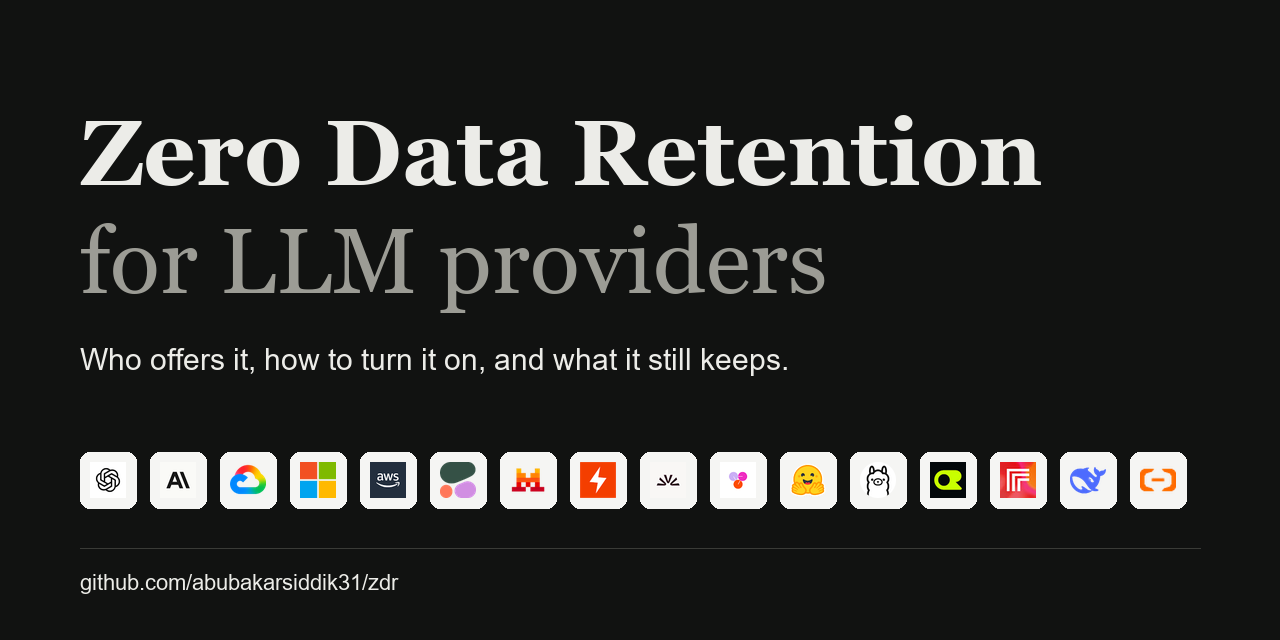 Zero Data Retention
for LLM providers
Who offers it, how to turn it on, and what it still keeps.
aws
github.com/abubakarsiddik31/zdr